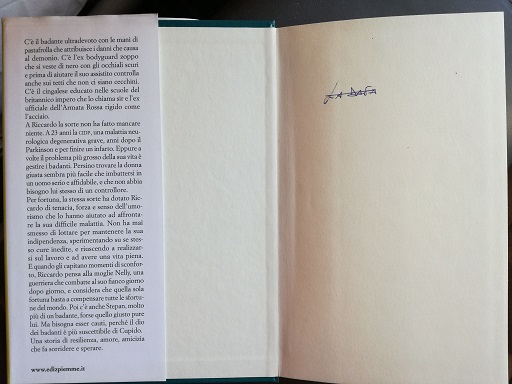 C'è il badante ultradevoto con le mani di
pastafrolla che attribuisce i danni che causa
al demonio. C'è l'ex bodyguard zoppo
che si veste di nero con gli occhiali scuri
e prima di aiutare il suo assistito controlla
anche sui tetti che non ci siano cecchini.
C'è il cingalese educato nelle scuole del
britannico impero che lo chiama sir e l'ex
ufficiale dell'Armata Rossa rigido come
l'acciaio.
A Riccardo la sorte non ha fatto mancare
niente. A 23 anni la CIDP, una malattia neu-
rologica degenerativa grave, anni dopo il
Parkinson e per finire un infarto. Eppure a
volte il problema più grosso della sua vita è
gestire i badanti. Persino trovare la donna
giusta sembra più facile che imbattersi in
un uomo serio e affidabile, e che non abbia
bisogno lui stesso di un controllore.
Per fortuna, la stessa sorte ha dotato Ric-
cardo di tenacia, forza e senso dell'umo-
rismo che lo hanno aiutato ad affronta-
re la sua difficile malattia. Non ha mai
smesso di lottare per mantenere la sua
indipendenza, sperimentando su se stes-
so cure inedite, e riuscendo a realizzar-
si sul lavoro e ad avere una vita piena.
E quando gli capitano momenti di sconfor-
to, Riccardo pensa alla moglie Nelly, una
guerriera che combatte al suo fianco giorno
dopo giorno, e considera che quella sola
fortuna basta a compensare tutte le sfortu-
ne del mondo. Poi c'è anche Stepan, molto
più di un badante, forse quello giusto pure
lui. Ma bisogna esser cauti, perché il dio
dei badanti è più suscettibile di Cupido.
Una storia di resilienza, amore, amicizia
che fa sorridere e sperare.
www.edizpiemme.it